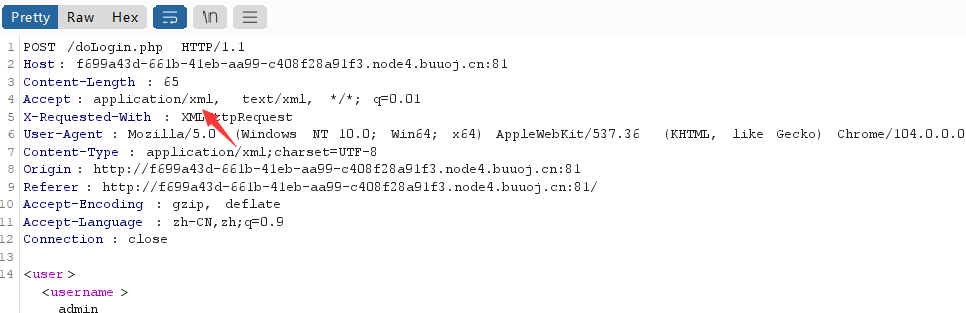 Pretty Raw Hex \n
1 POST /doLogin.php HTTP/1.1
2 Host: f699a43d-661b-41eb-aa99-c408f28a91f3.node4.buuoj.cn:81
3 Content-Length : 65
4 Accept : application/xml, text/xml, */*; q=0.01
5 X-Requested-With : XMLHttpRequest
6 User-Agent : Mozilla/5.0 (Windows NT 10.0; Win64; x64) AppleWebKit/537.36 (KHTML, like Gecko) Chrome/104.0.0.0
7 Content-Type : application/xml;charset=UTF-8
8 Origin : http://f699a43d-661b-41eb-aa99-c408f28a91f3.node4.buuoj.cn:81
9 Referer : http://f699a43d-661b-41eb-aa99-c408f28a91f3.node4.buuoj.cn:81/
10 Accept-Encoding : gzip, deflate
11 Accept-Language : zh-CN,zh;q=0.9
12 Connection : close
13
14 <user >
<username >
admin